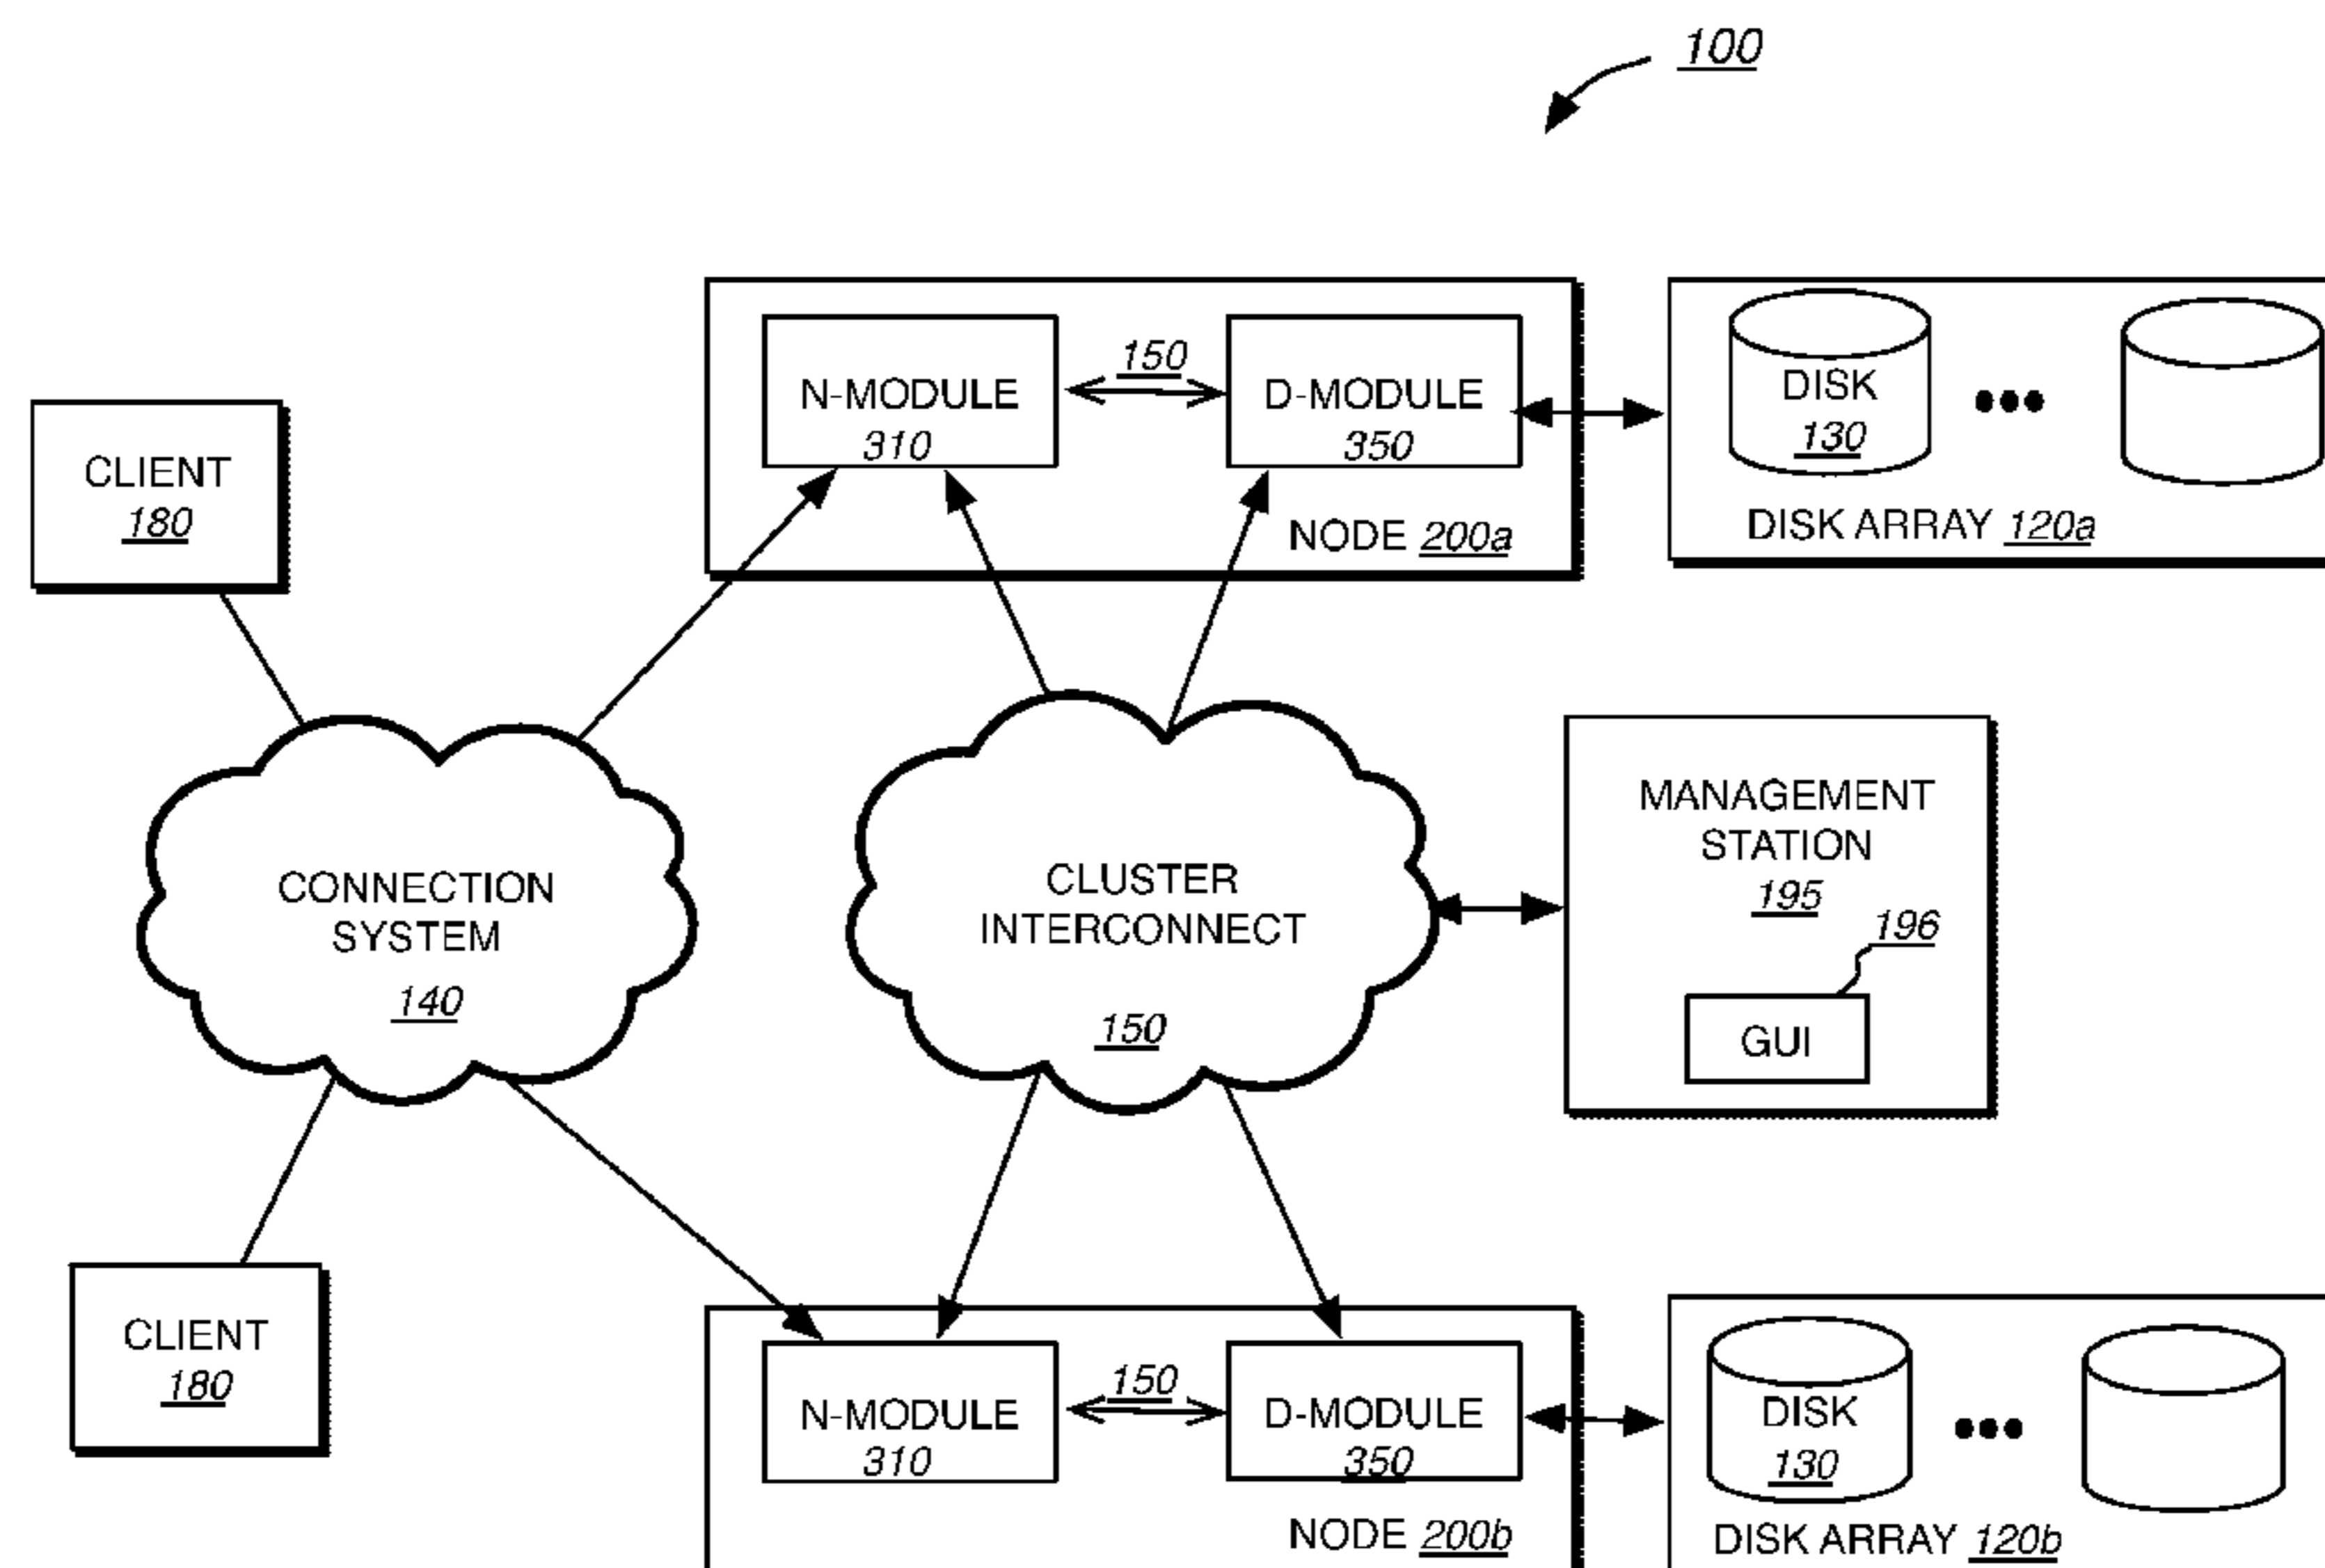 100
150
N-MODULE
310
D-MODULE
350
NODE 200a
DISK
130
DISK ARRAY 120a
CLIENT
180
CONNECTION
SYSTEM
140
CLUSTER
INTERCONNECT
150
MANAGEMENT
STATION
195
196
GUI
CLIENT
180
150
N-MODULE
310
D-MODULE
350
NODE 200b
DISK
130
DISK ARRAY 120b